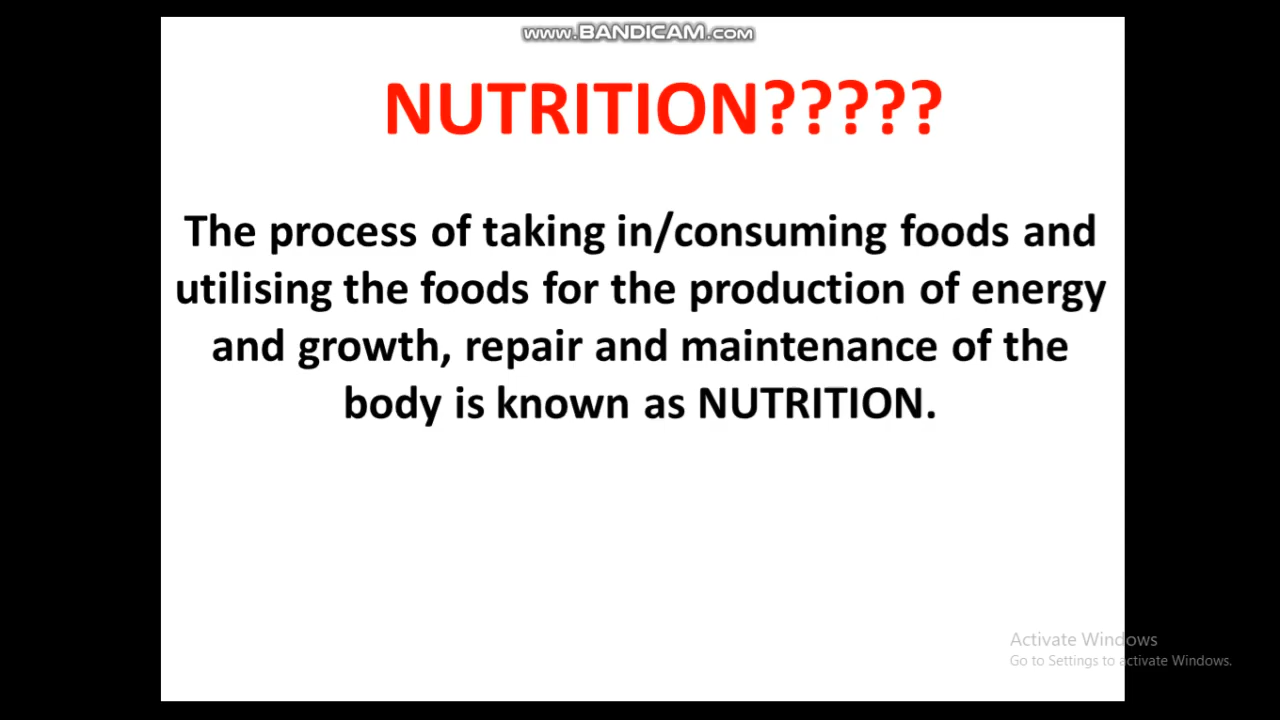 www.BANDICAM.com
NUTRITION?????
The process of taking in/consuming foods and
utilising the foods for the production of energy
and growth, repair and maintenance of the
body is known as NUTRITION.
Activate Windows
Go to Settings to activate Windows.